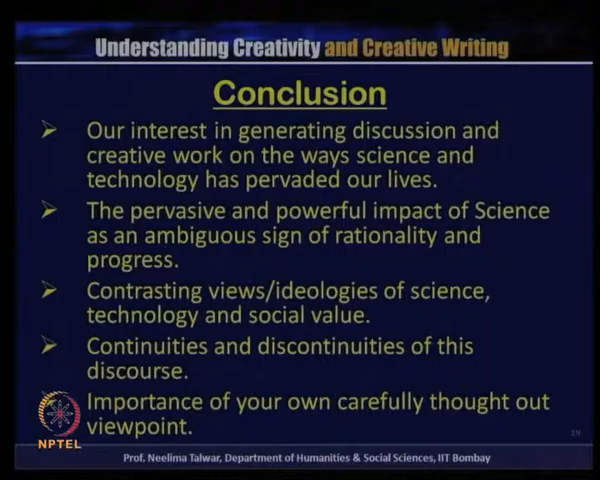 Understanding Creativity and Creative Writing
Conclusion
Our interest in generating discussion and
creative work on the ways science and
technology has pervaded our lives.
The pervasive and powerful impact of Science
as an ambiguous sign of rationality and
progress.
Contrasting views/ideologies of science,
technology and social value.
Continuities and discontinuities of this
discourse.
Importance of your own carefully thought out
viewpoint.
NPTEL
19
Prof. Neelima Talwar, Department of Humanities & Social Sciences, IIT Bombay